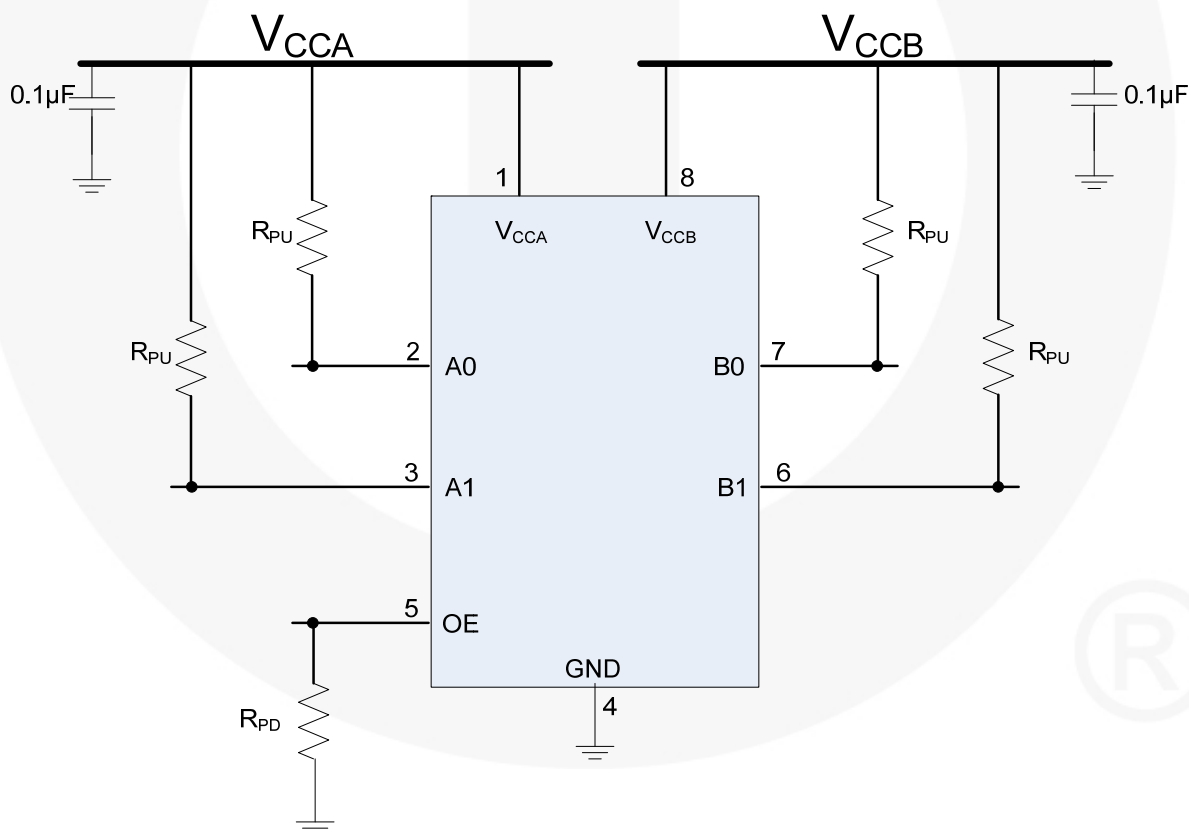 VCCA
VCCB
0.1µF
0.1µF
1
8
VCCA
VCCB
RPU
RPU
RPU
RPU
2
A0
B0
7
3
A1
B1
6
5
OE
GND
4
RPD
®